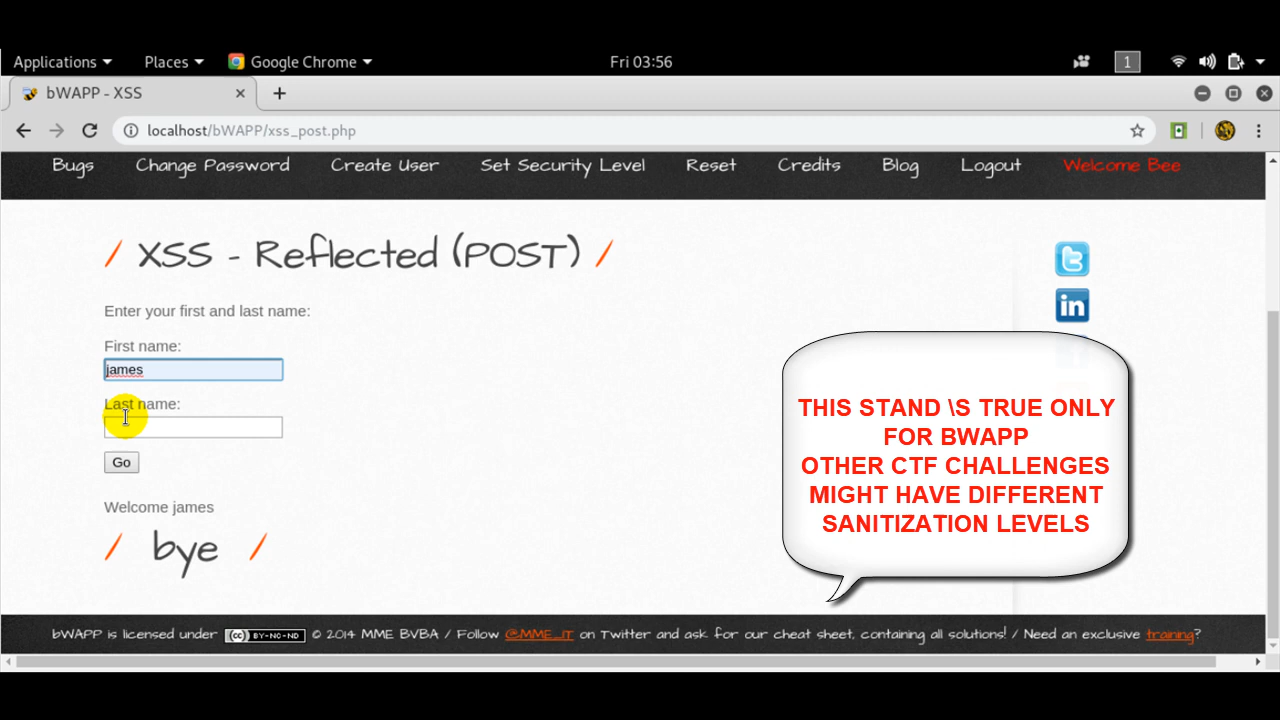 Applications Places Google Chrome Fri 03:56 1
bWAPP - XSS
localhost/bWAPP/xss_post.php
Bugs Change Password Create User Set Security Level Reset Credits Blog Logout Welcome Bee
/ XSS - Reflected (POST) /
Enter your first and last name:
First name:
james
Last name:
Go
Welcome james
/ bye /
THIS STAND \S TRUE ONLY
FOR BWAPP
OTHER CTF CHALLENGES
MIGHT HAVE DIFFERENT
SANITIZATION LEVELS
bWAPP is licensed under (cc) BY-NC-ND © 2014 MME BVBA / Follow @MME_IT on Twitter and ask for our cheat sheet, containing all solutions! / Need an exclusive training?